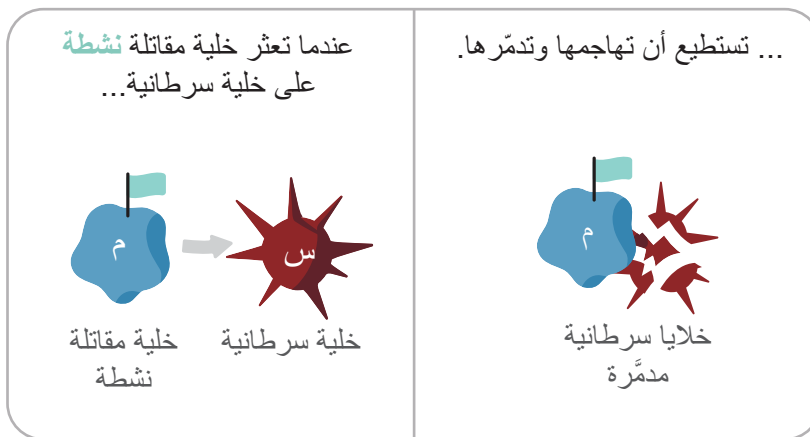 عندما تعثر خلية مقاتلة نشطة
على خلية سرطانية...
م
س
خلية مقاتلة
نشطة
خلية سرطانية
... تستطيع أن تهاجمها وتدمّرها.
م
خلايا سرطانية
مدمَّرة